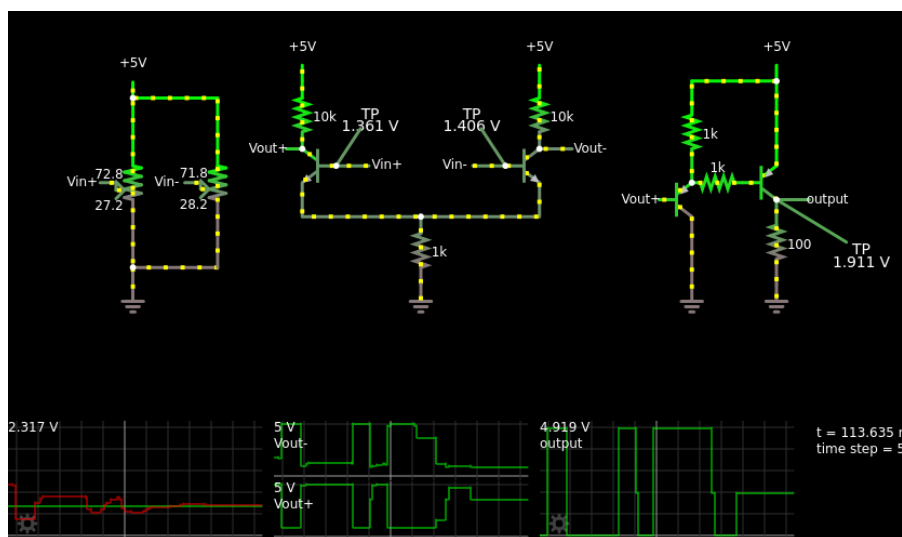 +5V
72.8
71.8
Vin+
Vin-
27.2
28.2
+5V
+5V
10k
10k
TP
1.361 V
TP
1.406 V
Vout+
Vin+
Vin-
Vout-
1k
+5V
1k
1k
Vout+
output
100
TP
1.911 V
2.317 V
5 V
Vout-
5 V
Vout+
4.919 V
output
t = 113.635
time step = 5